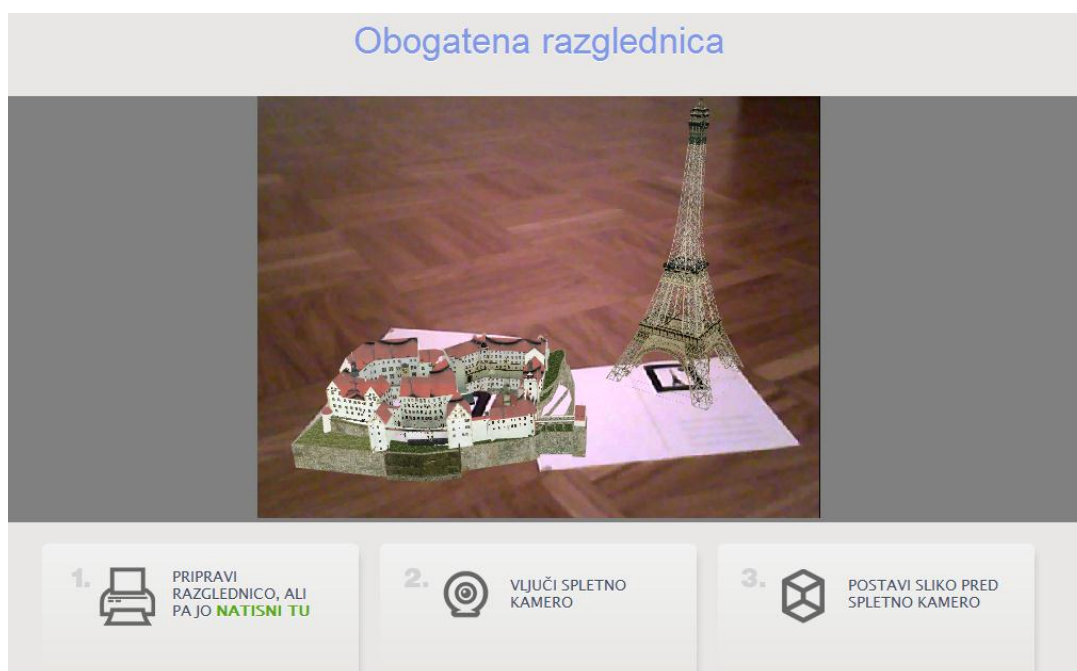 Obogatena razglednica
1.
PRIPRAVI
RAZGLEDNICO, ALI
PA JO NATISNI TU
2.
VLJUČI SPLETNO
KAMERO
3.
POSTAVI SLIKO PRED
SPLETNO KAMERO